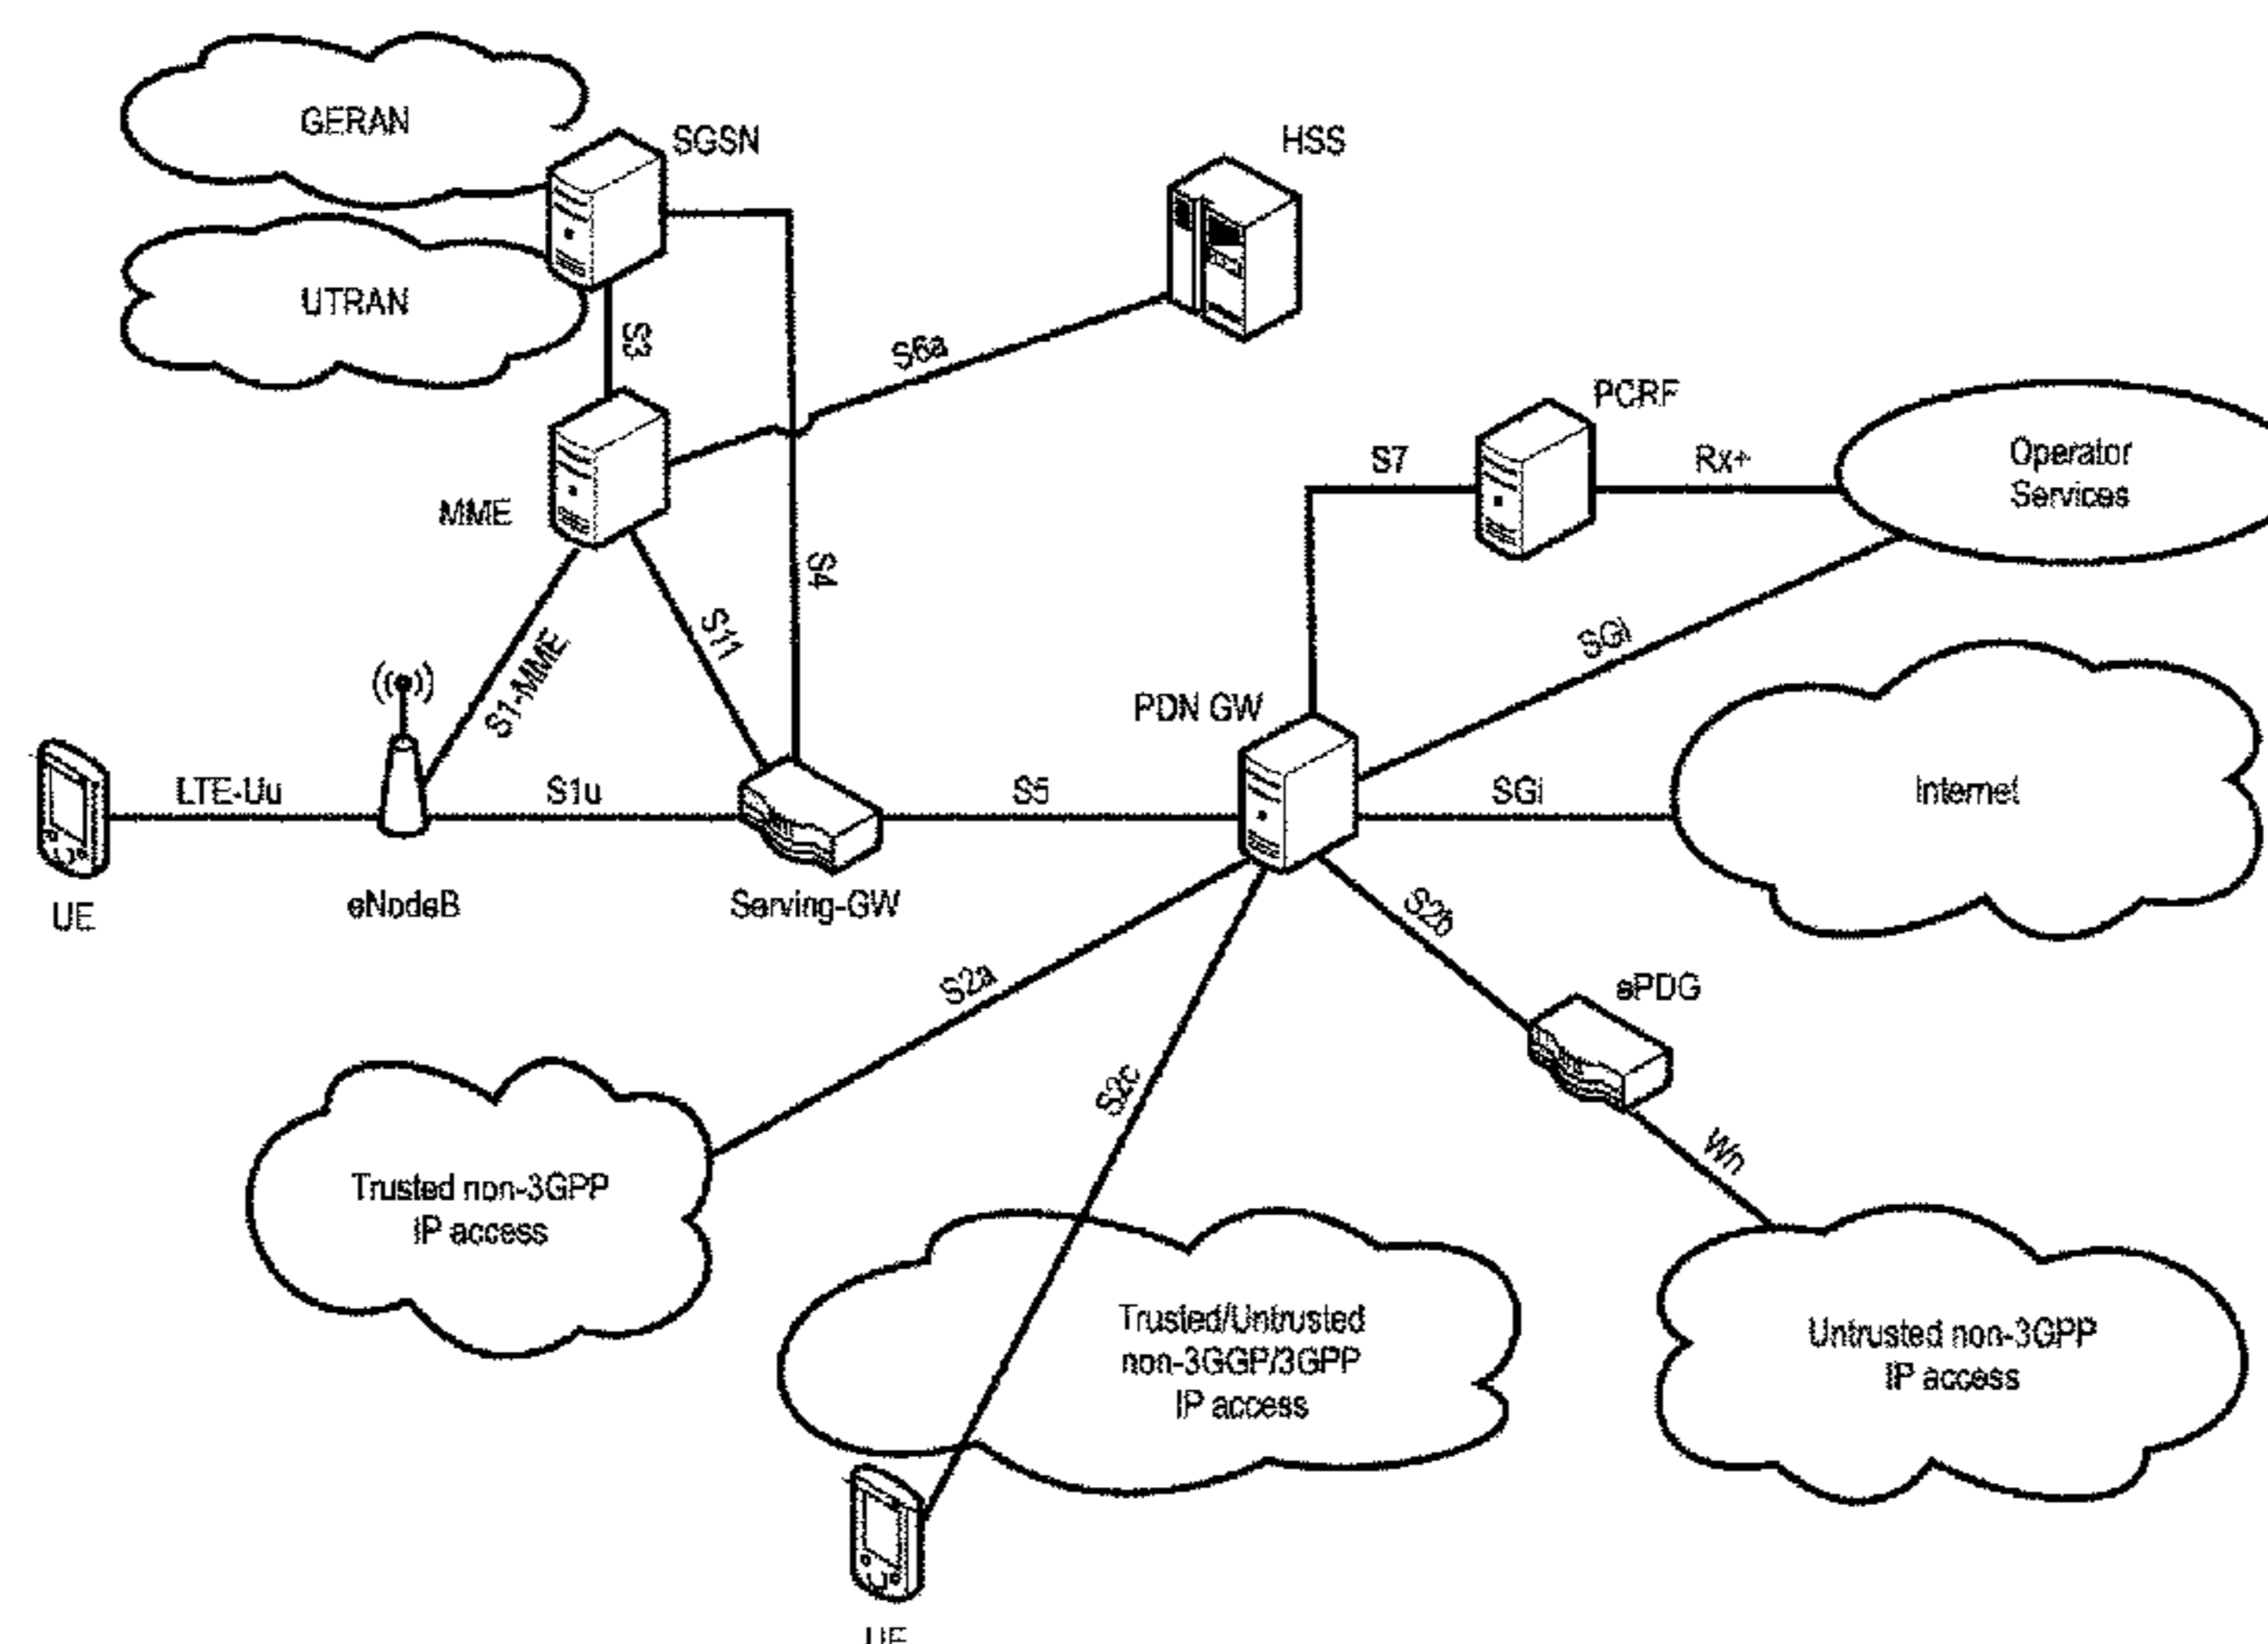 GERAN
SGSN
HSS
UTRAN
S3
S6a
PCRF
S7
Rx+
Operator
Services
MME
S4
S11
S1-MME
SGi
PDN GW
LTE-Uu
S1u
S5
SGi
Internet
UE
eNodeB
Serving-GW
S2b
S2a
ePDG
S2c
Wn
Trusted non-3GPP
IP access
Trusted/Untrusted
non-3GGP/3GPP
IP access
Untrusted non-3GPP
IP access
UE